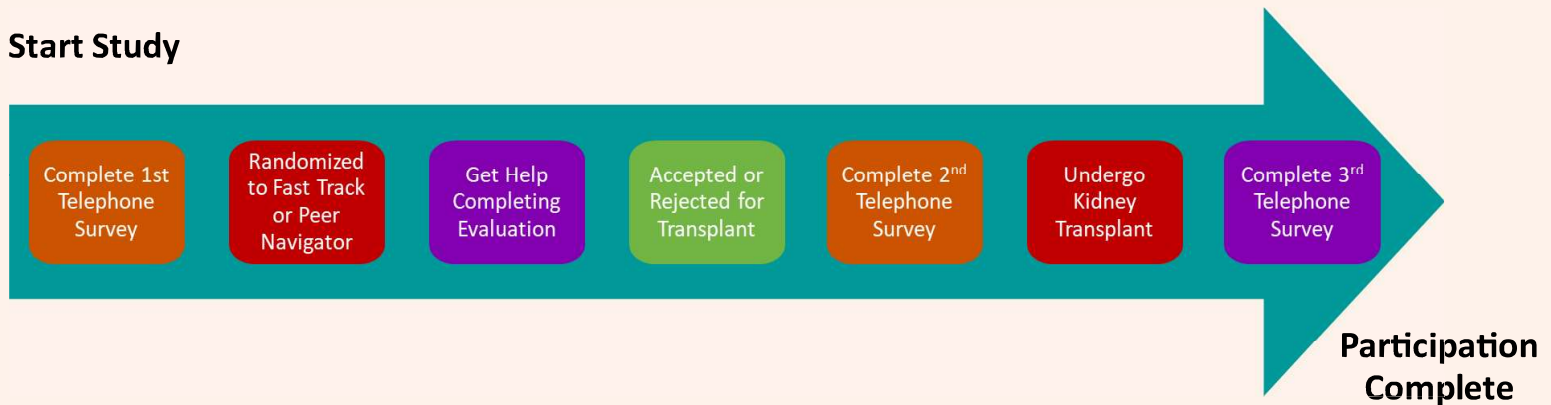 Start Study
Complete 1st
Telephone
Survey
Randomized
to Fast Track
or Peer
Navigator
Get Help
Completing
Evaluation
Accepted or
Rejected for
Transplant
Complete 2nd
Telephone
Survey
Undergo
Kidney
Transplant
Complete 3rd
Telephone
Survey
Participation
Complete